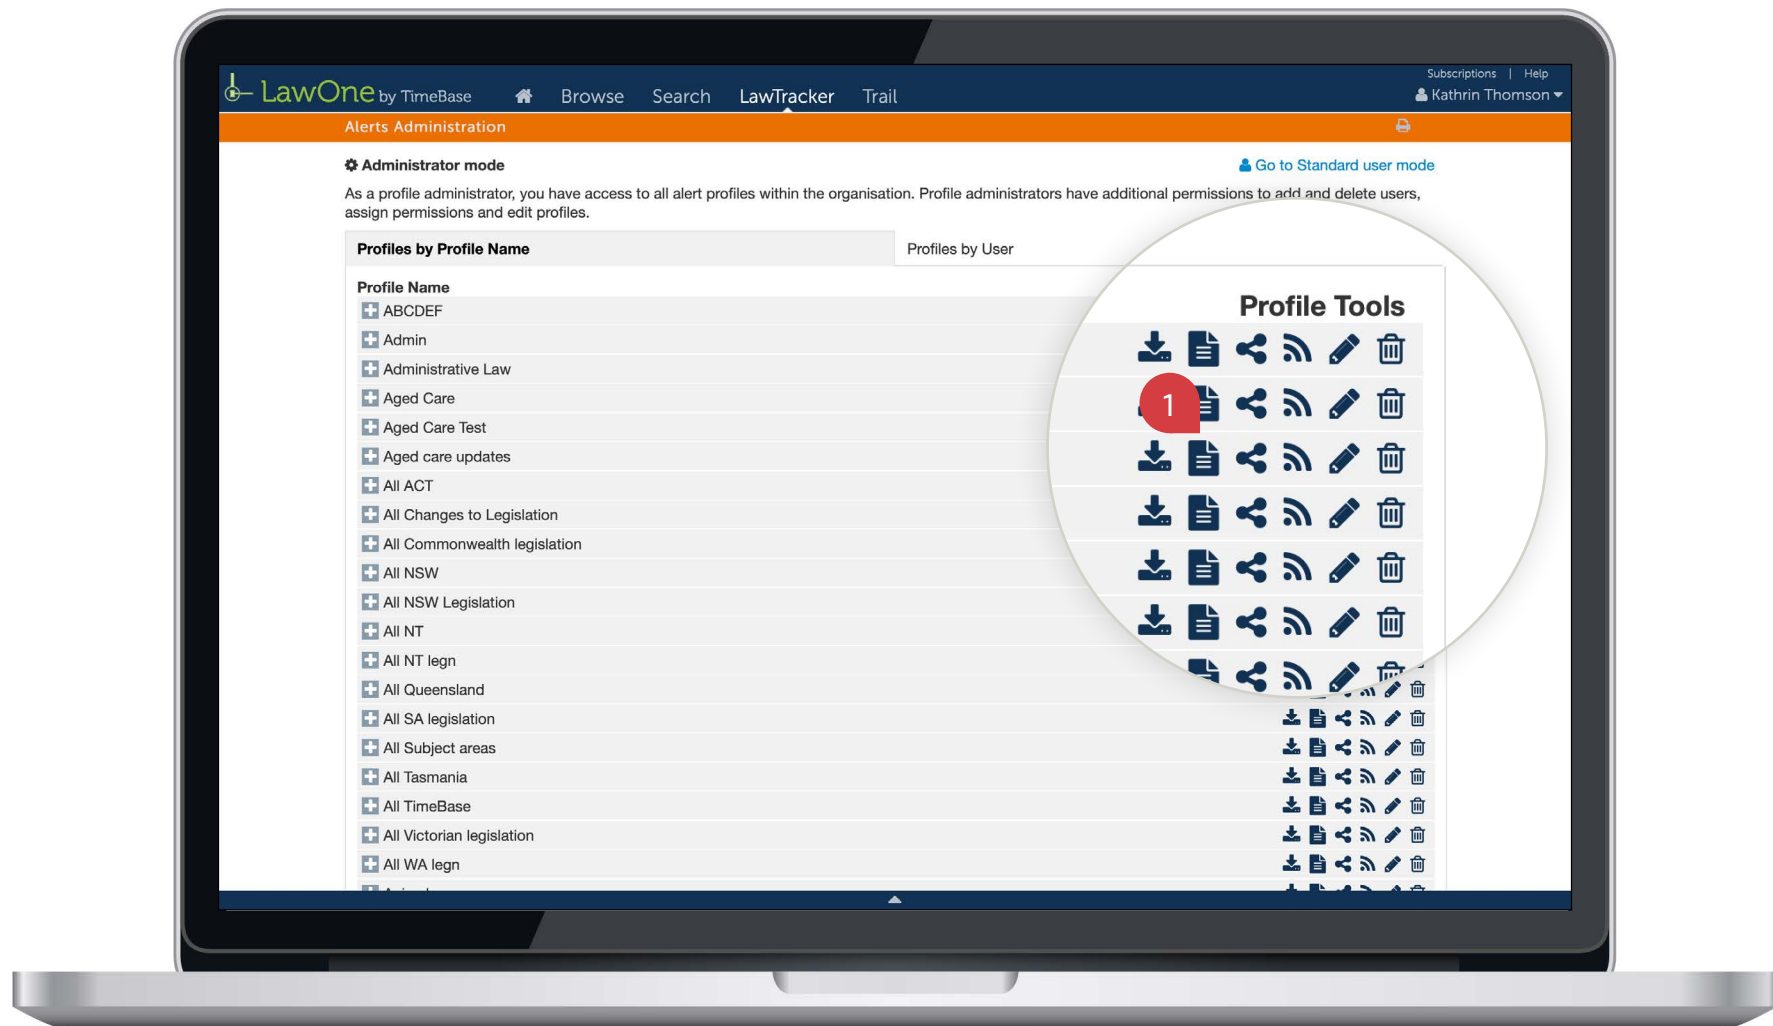 LawOne by TimeBase
Browse
Search
LawTracker
Trail
Subscriptions | Help
Kathrin Thomson
Alerts Administration
Administrator mode
Go to Standard user mode
As a profile administrator, you have access to all alert profiles within the organisation. Profile administrators have additional permissions to add and delete users,
assign permissions and edit profiles.
Profiles by Profile Name
Profiles by User
Profile Name
Profile Tools
ABCDEF
Admin
Administrative Law
Aged Care
1
Aged Care Test
Aged care updates
All ACT
All Changes to Legislation
All Commonwealth legislation
All NSW
All NSW Legislation
All NT
All NT legn
All Queensland
All SA legislation
All Subject areas
All Tasmania
All TimeBase
All Victorian legislation
All WA legn